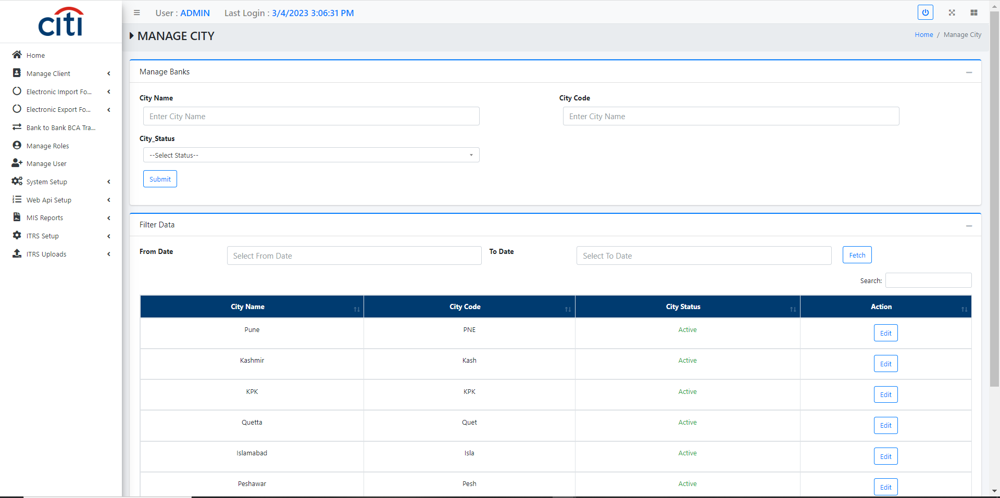 citi
User : ADMIN Last Login : 3/4/2023 3:06:31 PM
MANAGE CITY
Home / Manage City
Home
Manage Client
Electronic Import Fo...
Electronic Export Fo...
Bank to Bank BCA Tra...
Manage Roles
Manage User
System Setup
Web Api Setup
MIS Reports
ITRS Setup
ITRS Uploads
Manage Banks
City Name City Code
Enter City Name Enter City Name
City_Status
--Select Status--
Submit
Filter Data
From Date Select From Date To Date Select To Date Fetch
Search:
City Name City Code City Status Action
Pune PNE Active Edit
Kashmir Kash Active Edit
KPK KPK Active Edit
Quetta Quet Active Edit
Islamabad Isla Active Edit
Peshawar Pesh Active Edit